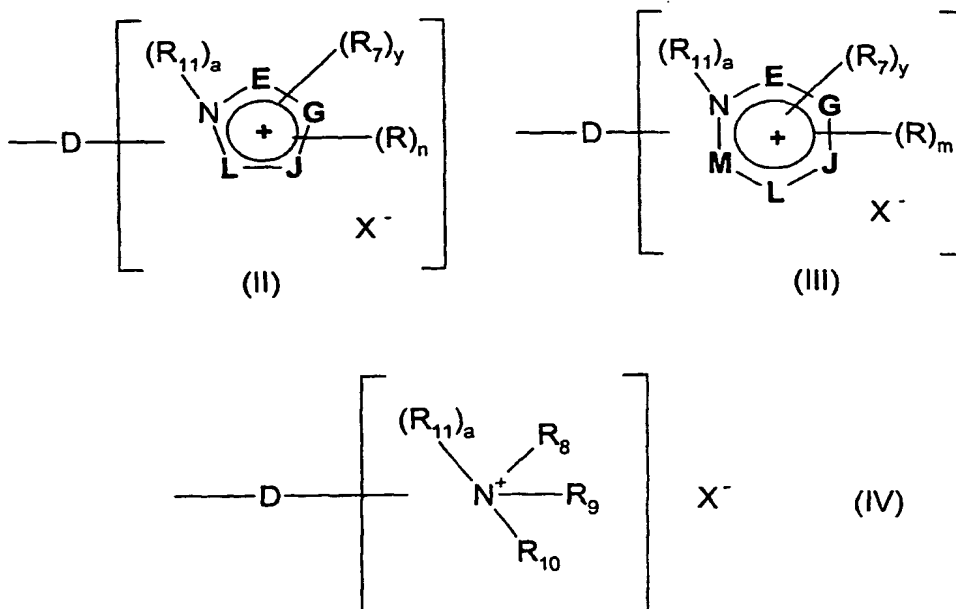 (R₁₁)ₐ E (R₇)y (R₁₁)ₐ E (R₇)y
N G N G
D + (R)ₙ D + (R)ₘ
L J M J
L
X⁻ X⁻
(II) (III)
(R₁₁)ₐ R₈
D N⁺ R₉ X⁻ (IV)
R₁₀